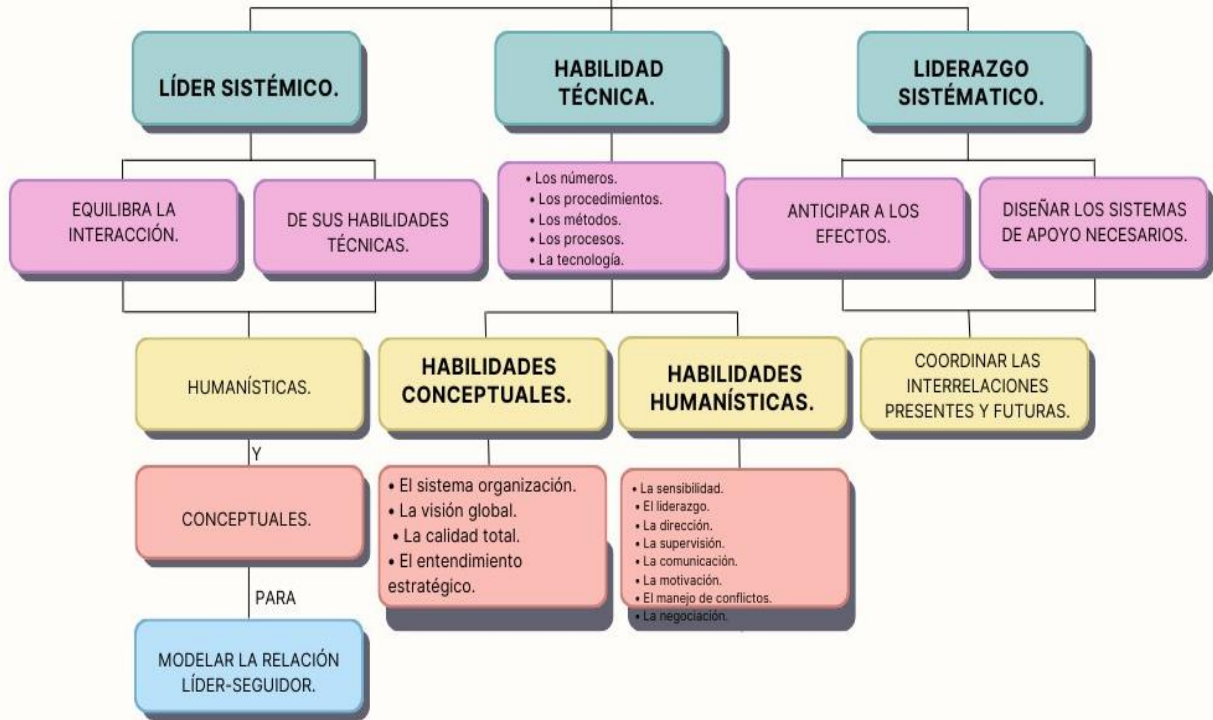 LÍDER SISTÉMICO.
HABILIDAD
TÉCNICA.
LIDERAZGO
SISTÉMATICO.
EQUILIBRA LA
INTERACCIÓN.
DE SUS HABILIDADES
TÉCNICAS.
• Los números.
• Los procedimientos.
• Los métodos.
• Los procesos.
• La tecnología.
ANTICIPAR A LOS
EFECTOS.
DISEÑAR LOS SISTEMAS
DE APOYO NECESARIOS.
HUMANÍSTICAS.
HABILIDADES
CONCEPTUALES.
HABILIDADES
HUMANÍSTICAS.
COORDINAR LAS
INTERRELACIONES
PRESENTES Y FUTURAS.
Y
CONCEPTUALES.
• El sistema organización.
• La visión global.
• La calidad total.
• El entendimiento
estratégico.
• La sensibilidad.
• El liderazgo.
• La dirección.
• La supervisión.
• La comunicación.
• La motivación.
• El manejo de conflictos.
• La negociación.
PARA
MODELAR LA RELACIÓN
LÍDER-SEGUIDOR.